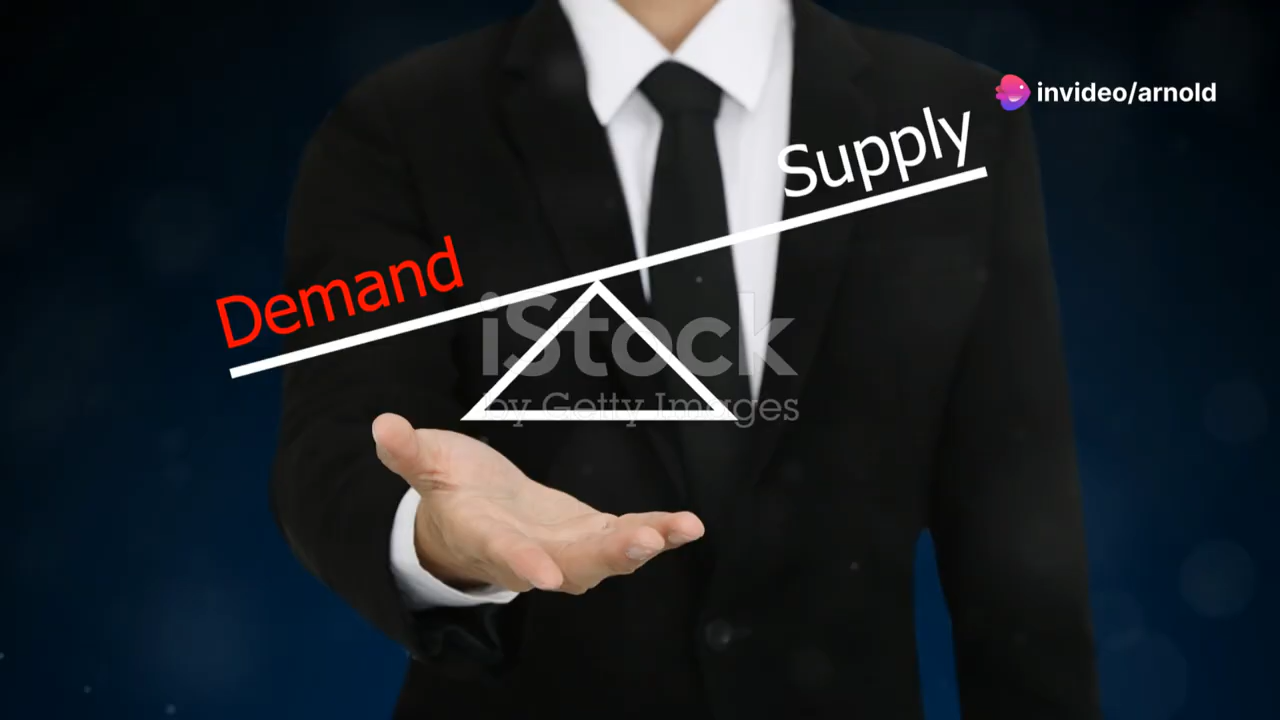 invideo/arnold
Supply
Demand
iStock
by Getty Images